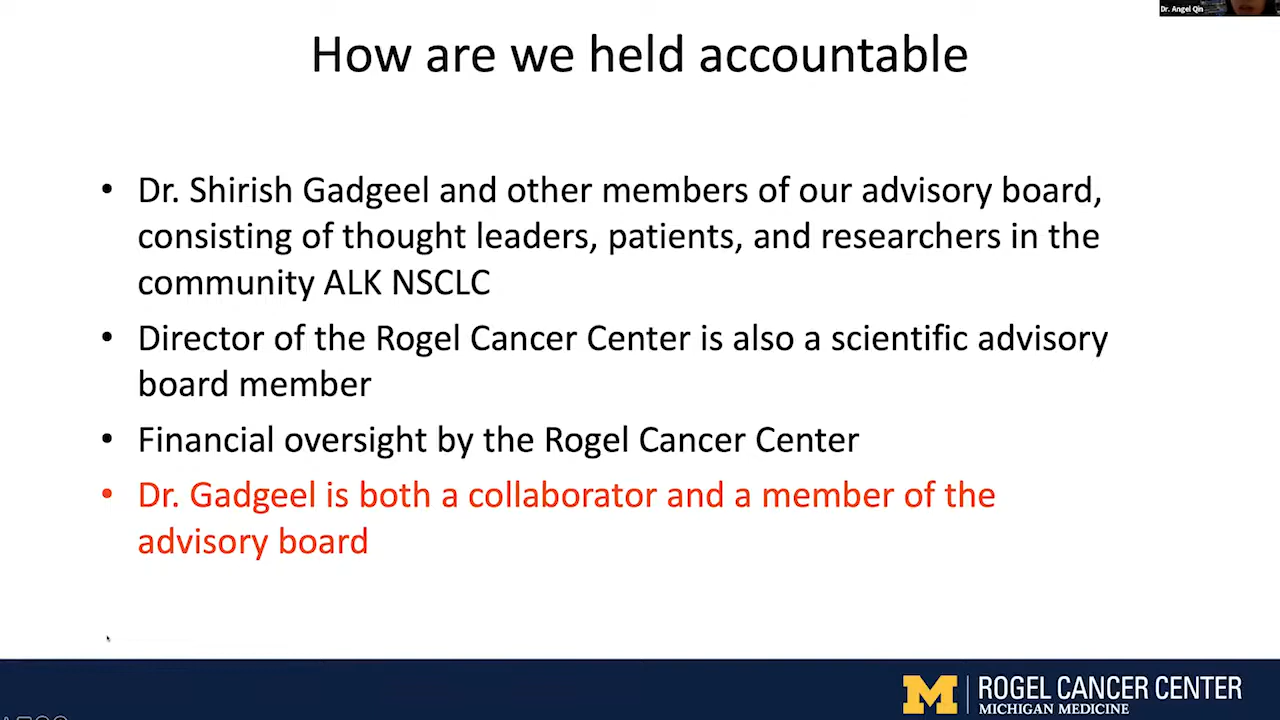 Dr. Angel Qin
How are we held accountable
• Dr. Shirish Gadgeel and other members of our advisory board,
consisting of thought leaders, patients, and researchers in the
community ALK NSCLC
• Director of the Rogel Cancer Center is also a scientific advisory
board member
• Financial oversight by the Rogel Cancer Center
• Dr. Gadgeel is both a collaborator and a member of the
advisory board
M
ROGEL CANCER CENTER
MICHIGAN MEDICINE